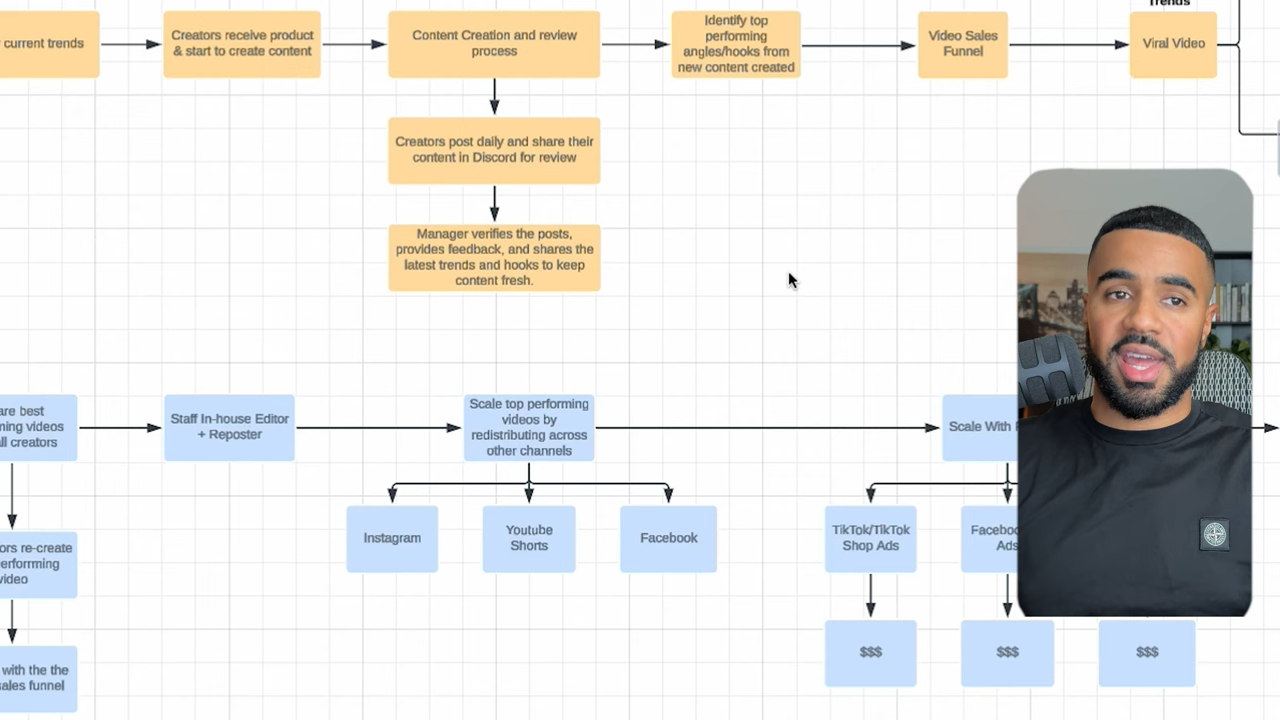 Trends
current trends
Creators receive product
& start to create content
Content Creation and review
process
Identify top
performing
angles/hooks from
new content created
Video Sales
Funnel
Viral Video
Creators post daily and share their
content in Discord for review
Manager verifies the posts,
provides feedback, and shares the
latest trends and hooks to keep
content fresh.
are best
ming videos
all creators
Staff In-house Editor
+ Reposter
Scale top performing
videos by
redistributing across
other channels
Scale With
Instagram
Youtube
Shorts
Facebook
TikTok/TikTok
Shop Ads
Facebo
Ads
ors re-create
erforrming
video
with the the
sales funnel
$$$
$$$
$$$